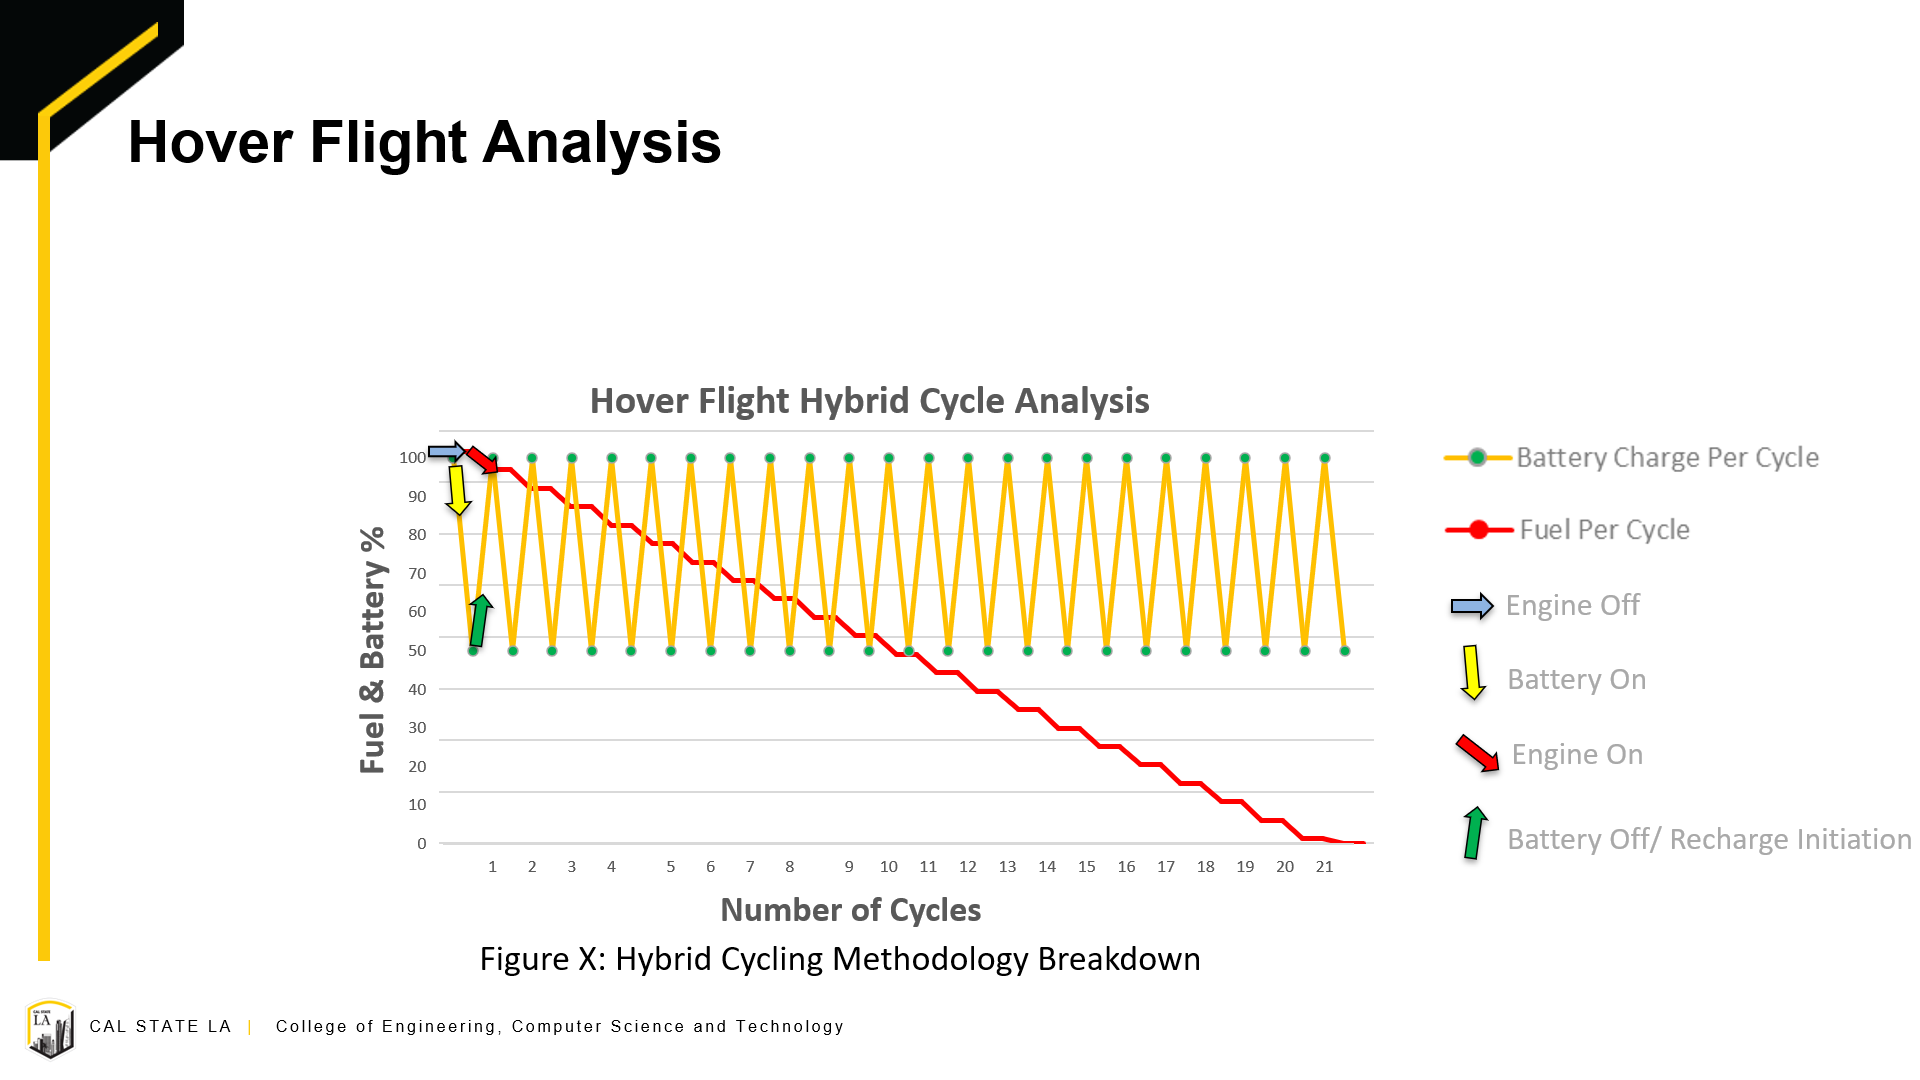 Hover Flight Analysis
Hover Flight Hybrid Cycle Analysis
Fuel & Battery %
100
90
80
70
60
50
40
30
20
10
0
1 2 3 4 5 6 7 8 9 10 11 12 13 14 15 16 17 18 19 20 21
Number of Cycles
Battery Charge Per Cycle
Fuel Per Cycle
Engine Off
Battery On
Engine On
Battery Off/ Recharge Initiation
Figure X: Hybrid Cycling Methodology Breakdown
CAL STATE
LA
CAL STATE LA | College of Engineering, Computer Science and Technology